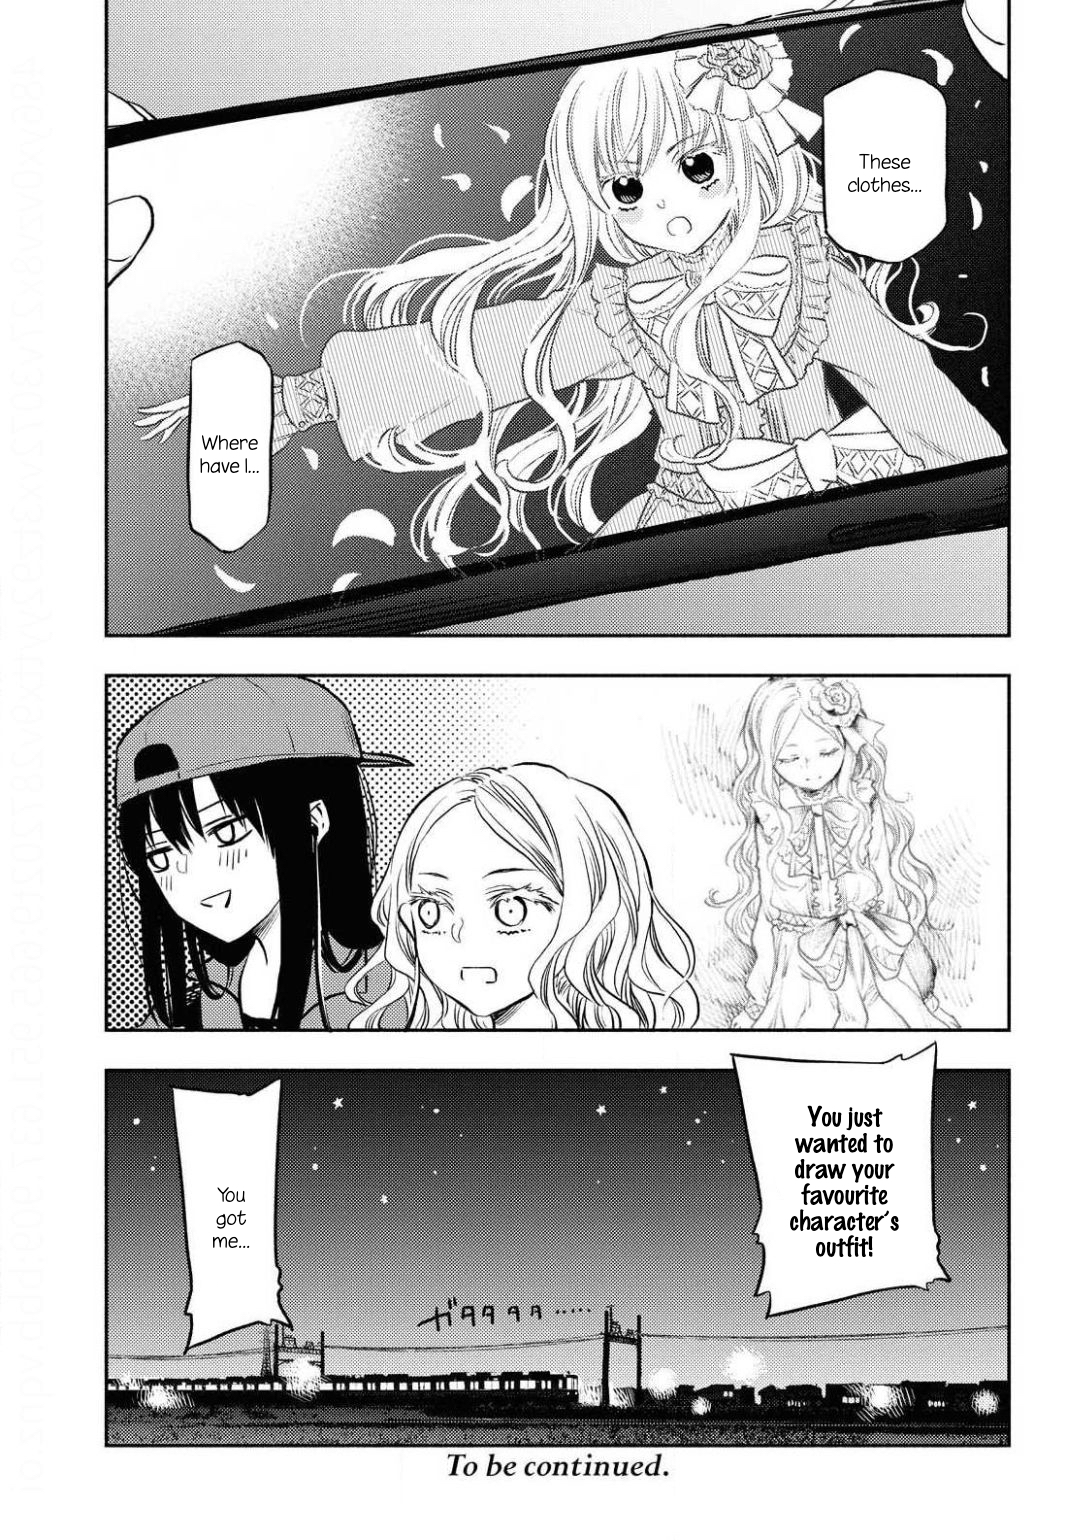 These
clothes...
Where
have I...
You just
wanted to
draw your
favourite
character's
outfit!
You
got
me...
ガタタタタ.....
To be continued.